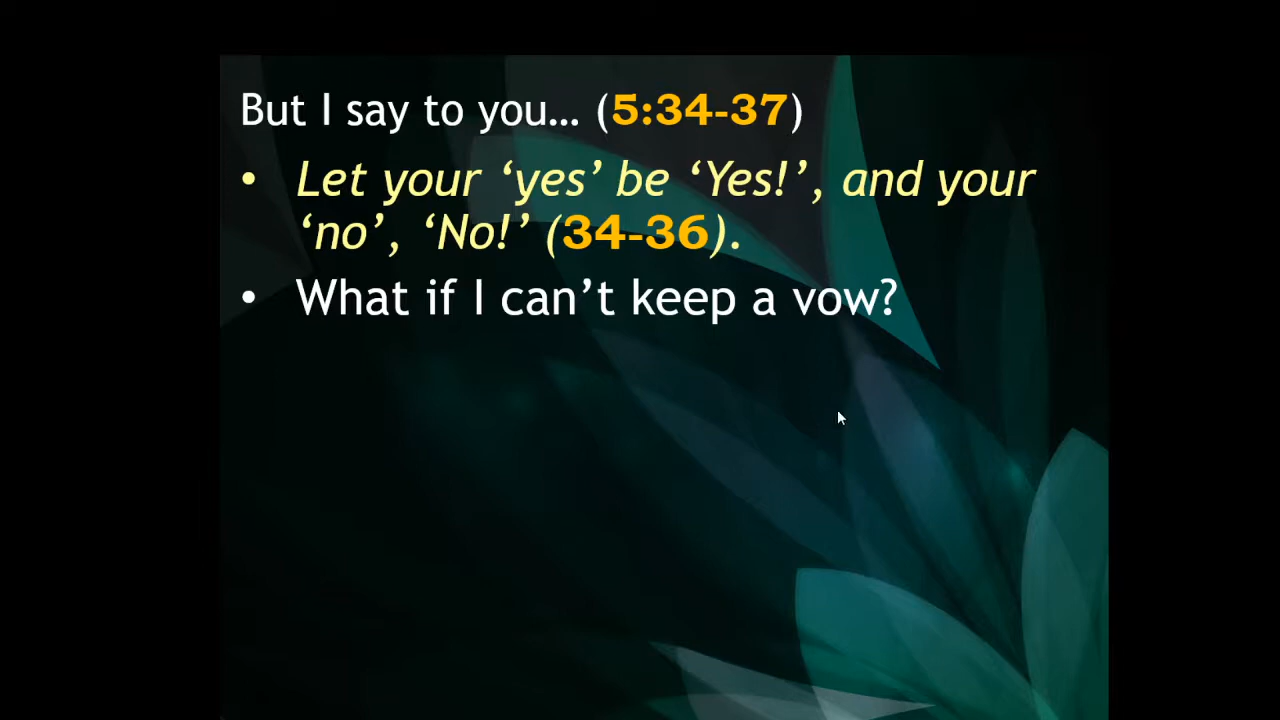 But I say to you… (5:34-37)
• Let your ‘yes’ be ‘Yes!’, and your
‘no’, ‘No!’ (34-36).
• What if I can’t keep a vow?